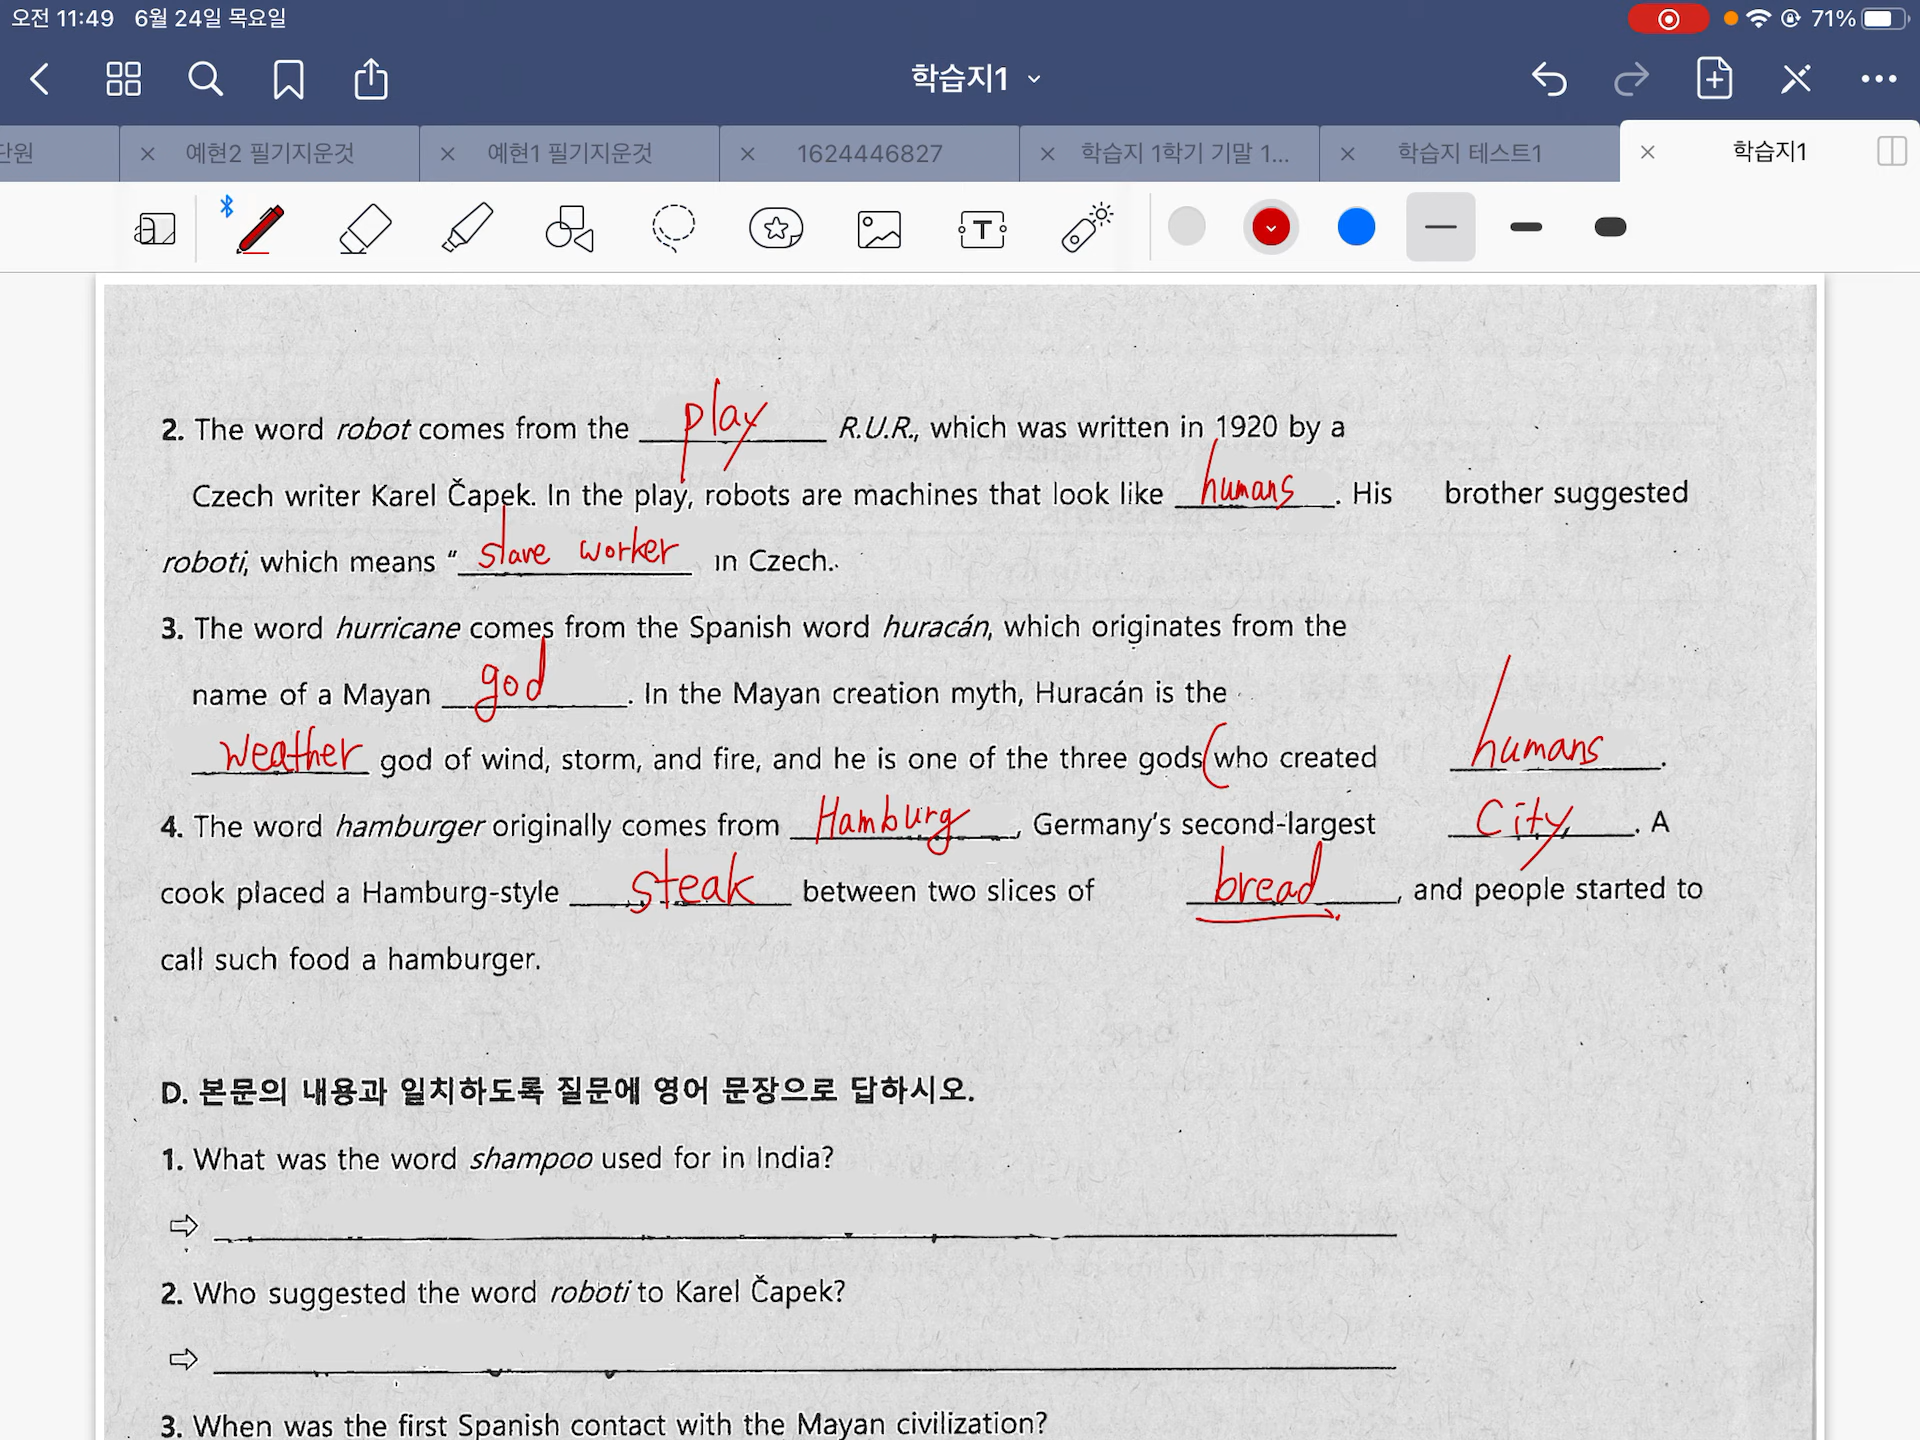 오전 11:49 6월 24일 목요일 71%
학습지1
단원 예현2 필기지운것 예현1 필기지운것 1624446827 학습지 1학기 기말 1... 학습지 테스트1 학습지1
2. The word robot comes from the play R.U.R., which was written in 1920 by a
Czech writer Karel Čapek. In the play, robots are machines that look like humans. His brother suggested
roboti, which means “ slave worker in Czech.
3. The word hurricane comes from the Spanish word huracán, which originates from the
name of a Mayan god. In the Mayan creation myth, Huracán is the
weather god of wind, storm, and fire, and he is one of the three gods (who created humans.
4. The word hamburger originally comes from Hamburg, Germany's second-largest City. A
cook placed a Hamburg-style steak between two slices of bread, and people started to
call such food a hamburger.
D. 본문의 내용과 일치하도록 질문에 영어 문장으로 답하시오.
1. What was the word shampoo used for in India?
⇨
2. Who suggested the word roboti to Karel Čapek?
⇨
3. When was the first Spanish contact with the Mayan civilization?